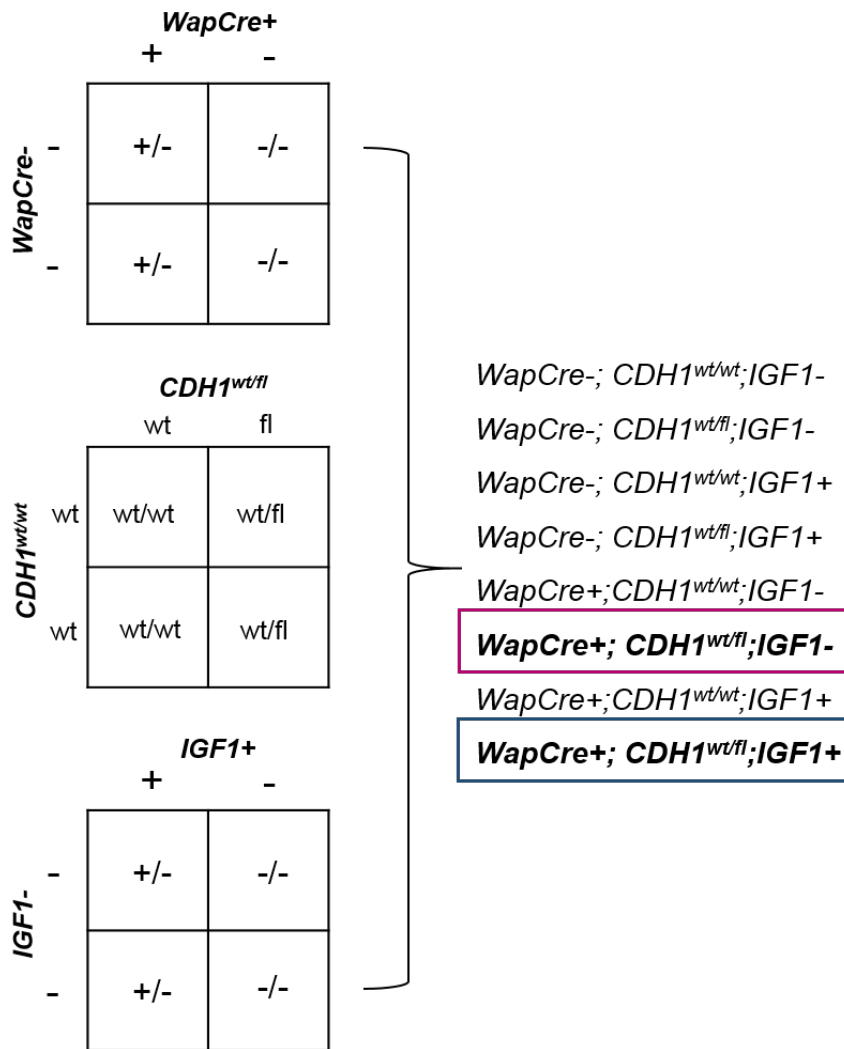 WapCre+
+ -
WapCre-
- +/- -/-
- +/- -/-
CDH1wt/fl
wt fl
CDH1wt/wt
wt wt/wt wt/fl
wt wt/wt wt/fl
IGF1+
+ -
IGF1-
- +/- -/-
- +/- -/-
WapCre-; CDH1wt/wt;IGF1-
WapCre-; CDH1wt/fl;IGF1-
WapCre-; CDH1wt/wt;IGF1+
WapCre-; CDH1wt/fl;IGF1+
WapCre+;CDH1wt/wt;IGF1-
WapCre+; CDH1wt/fl;IGF1-
WapCre+;CDH1wt/wt;IGF1+
WapCre+; CDH1wt/fl;IGF1+